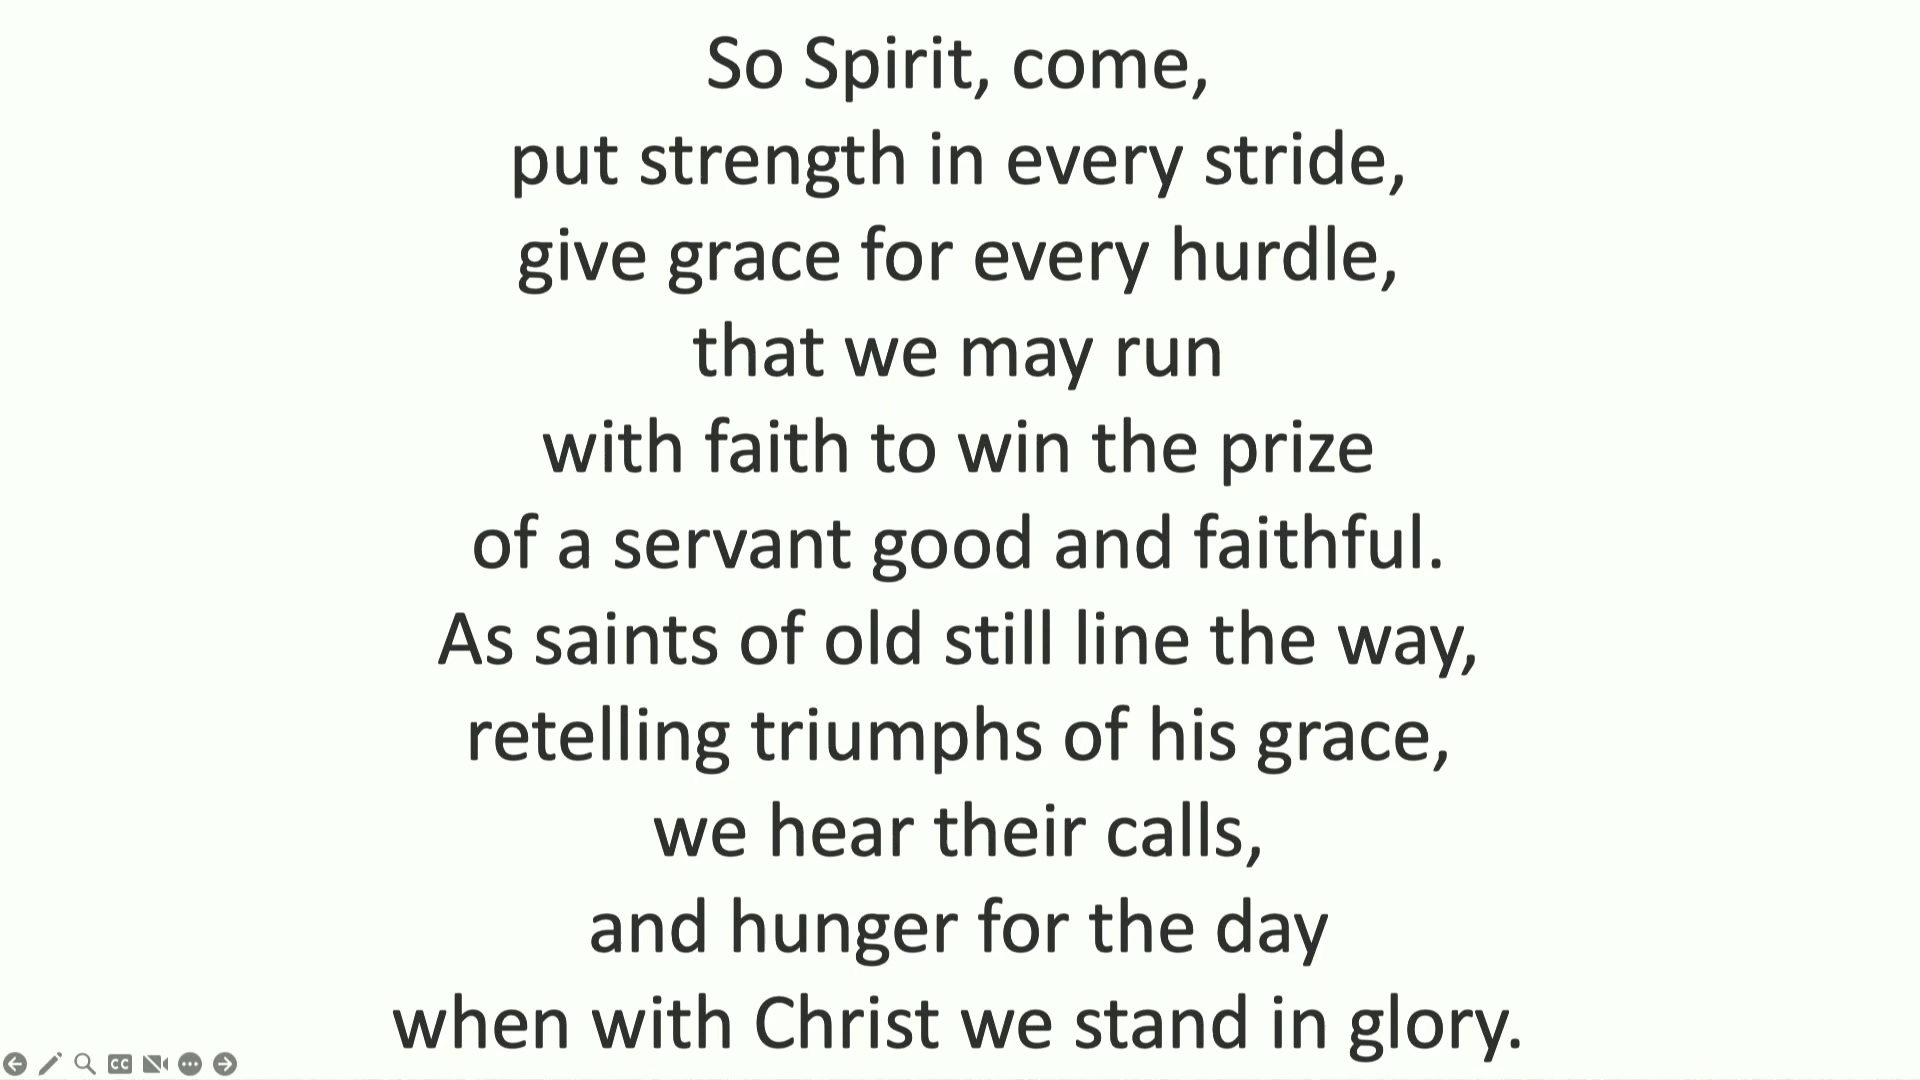 So Spirit, come,
put strength in every stride,
give grace for every hurdle,
that we may run
with faith to win the prize
of a servant good and faithful.
As saints of old still line the way,
retelling triumphs of his grace,
we hear their calls,
and hunger for the day
when with Christ we stand in glory.
CC